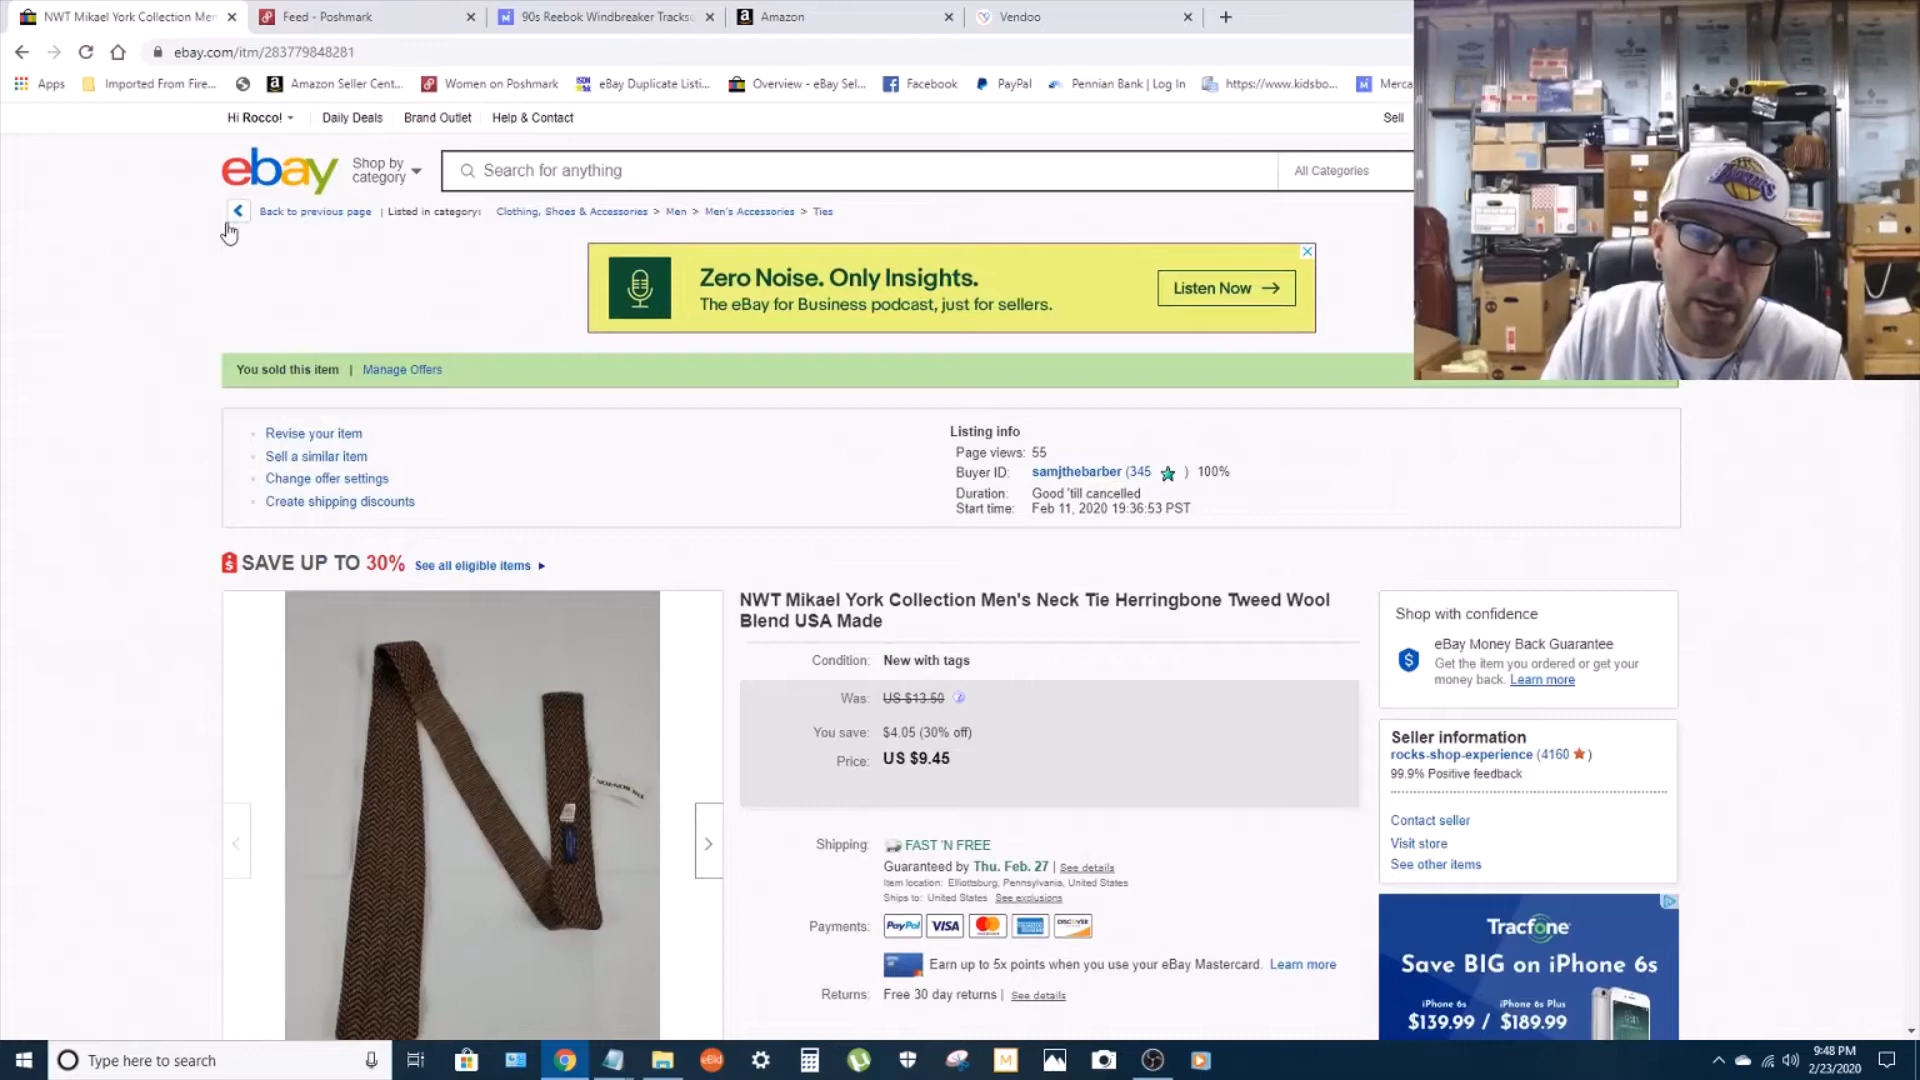 NWT Mikael York Collection Men
Feed - Poshmark
90s Reebok Windbreaker Tracksu
Amazon
Vendoo
ebay.com/itm/283779848281
Apps
Imported From Fire...
Amazon Seller Cent...
Women on Poshmark
eBay Duplicate Listi...
Overview - eBay Sel...
Facebook
PayPal
Pennian Bank | Log In
https://www.kidsbo...
Merca
Hi Rocco!
Daily Deals
Brand Outlet
Help & Contact
Sell
ebay
Shop by
category
Search for anything
All Categories
Back to previous page | Listed in category: Clothing, Shoes & Accessories > Men > Men's Accessories > Ties
Zero Noise. Only Insights.
The eBay for Business podcast, just for sellers.
Listen Now →
You sold this item | Manage Offers
Revise your item
Sell a similar item
Change offer settings
Create shipping discounts
Listing info
Page views: 55
Buyer ID: samjthebarber (345 ) 100%
Duration: Good 'till cancelled
Start time: Feb 11, 2020 19:36:53 PST
SAVE UP TO 30% See all eligible items
NWT Mikael York Collection Men's Neck Tie Herringbone Tweed Wool
Blend USA Made
Condition: New with tags
Was: US $13.50
You save: $4.05 (30% off)
Price: US $9.45
Shipping: FAST 'N FREE
Guaranteed by Thu. Feb. 27 | See details
Item location: Elliottsburg, Pennsylvania, United States
Ships to: United States See exclusions
Payments: PayPal VISA MasterCard AMERICAN EXPRESS DISCOVER
Earn up to 5x points when you use your eBay Mastercard. Learn more
Returns: Free 30 day returns | See details
Shop with confidence
eBay Money Back Guarantee
Get the item you ordered or get your
money back. Learn more
Seller information
rocks-shop-experience (4160 )
99.9% Positive feedback
Contact seller
Visit store
See other items
Tracfone
Save BIG on iPhone 6s
iPhone 6s iPhone 6s Plus
$139.99 / $189.99
Type here to search
eBid
9:48 PM
2/23/2020